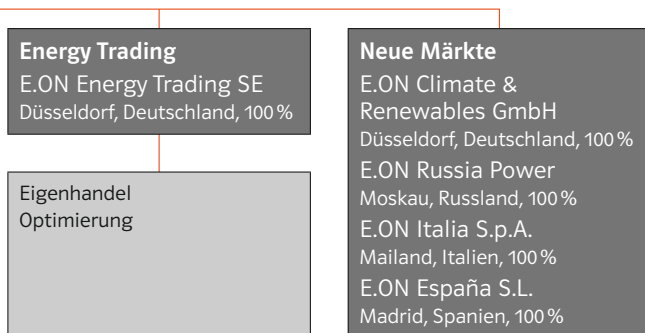 Energy Trading
E.ON Energy Trading SE
Düsseldorf, Deutschland, 100 %
Eigenhandel
Optimierung
Neue Märkte
E.ON Climate &
Renewables GmbH
Düsseldorf, Deutschland, 100 %
E.ON Russia Power
Moskau, Russland, 100 %
E.ON Italia S.p.A.
Mailand, Italien, 100 %
E.ON España S.L.
Madrid, Spanien, 100 %